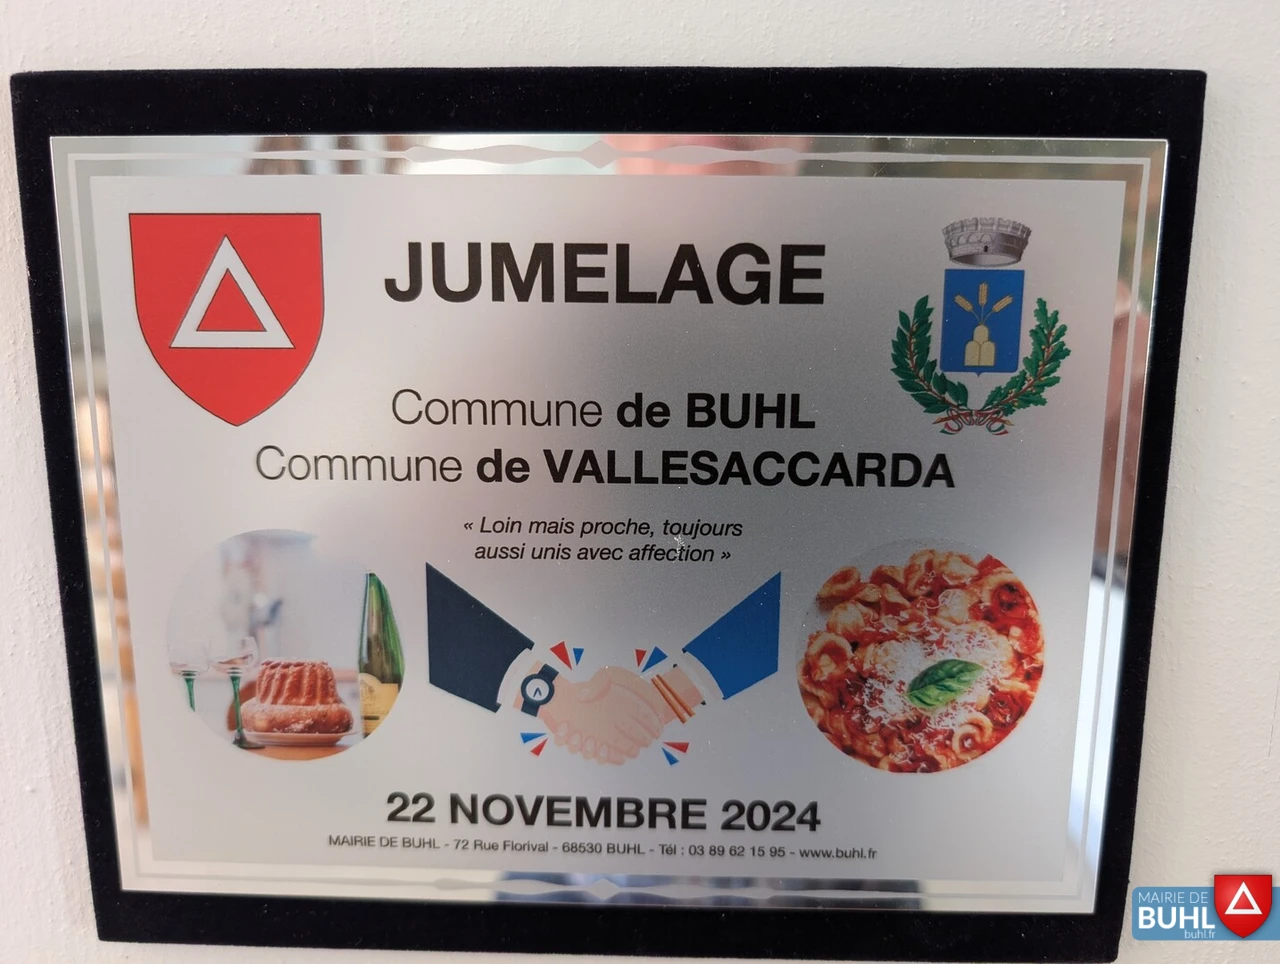 JUMELAGE
Commune de BUHL
Commune de VALLESACCARDA
« Loin mais proche, toujours
aussi unis avec affection »
22 NOVEMBRE 2024
MAIRIE DE BUHL - 72 Rue Florival - 68530 BUHL - Tél : 03 89 62 15 95 - www.buhl.fr
MAIRIE DE
BUHL
buhl.fr